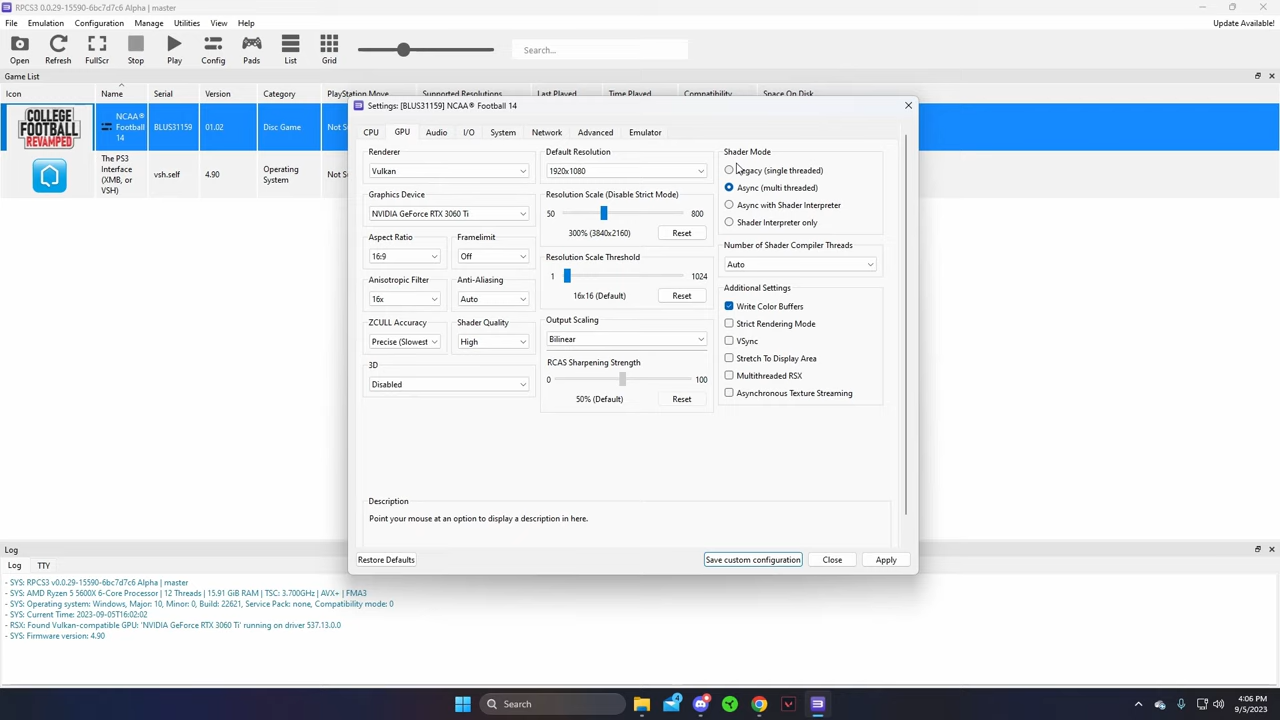 RPCS3 0.0.29-15590-6bc7d7c6 Alpha | master
File Emulation Configuration Manage Utilities View Help
Update Available!
Open Refresh FullScr Stop Play Config Pads List Grid
Search...
Game List
Icon Name Serial Version Category PlayStation Move Supported Resolutions Last Played Time Played Compatibility Space On Disk
COLLEGE
FOOTBALL
REVAMPED
NCAA®
Football
14
BLUS31159 01.02 Disc Game Not S
The PS3
Interface
(XMB, or
VSH)
vsh.self 4.90 Operating
System
Not S
Settings: [BLUS31159] NCAA® Football 14
CPU GPU Audio I/O System Network Advanced Emulator
Renderer
Vulkan
Graphics Device
NVIDIA GeForce RTX 3060 Ti
Aspect Ratio Framelimit
16:9 Off
Anisotropic Filter Anti-Aliasing
16x Auto
ZCULL Accuracy Shader Quality
Precise (Slowest High
3D
Disabled
Default Resolution
1920x1080
Resolution Scale (Disable Strict Mode)
50 800
300% (3840x2160) Reset
Resolution Scale Threshold
1 1024
16x16 (Default) Reset
Output Scaling
Bilinear
RCAS Sharpening Strength
0 100
50% (Default) Reset
Shader Mode
Legacy (single threaded)
Async (multi threaded)
Async with Shader Interpreter
Shader Interpreter only
Number of Shader Compiler Threads
Auto
Additional Settings
Write Color Buffers
Strict Rendering Mode
VSync
Stretch To Display Area
Multithreaded RSX
Asynchronous Texture Streaming
Description
Point your mouse at an option to display a description in here.
Restore Defaults Save custom configuration Close Apply
Log
Log TTY
- SYS: RPCS3 v0.0.29-15590-6bc7d7c6 Alpha | master
- SYS: AMD Ryzen 5 5600X 6-Core Processor | 12 Threads | 15.91 GiB RAM | TSC: 3.700GHz | AVX+ | FMA3
- SYS: Operating system: Windows, Major: 10, Minor: 0, Build: 22621, Service Pack: none, Compatibility mode: 0
- SYS: Current Time: 2023-09-05T16:02:02
- RSX: Found Vulkan-compatible GPU: 'NVIDIA GeForce RTX 3060 Ti' running on driver 537.13.0.0
- SYS: Firmware version: 4.90
Search
4
4:06 PM
9/5/2023